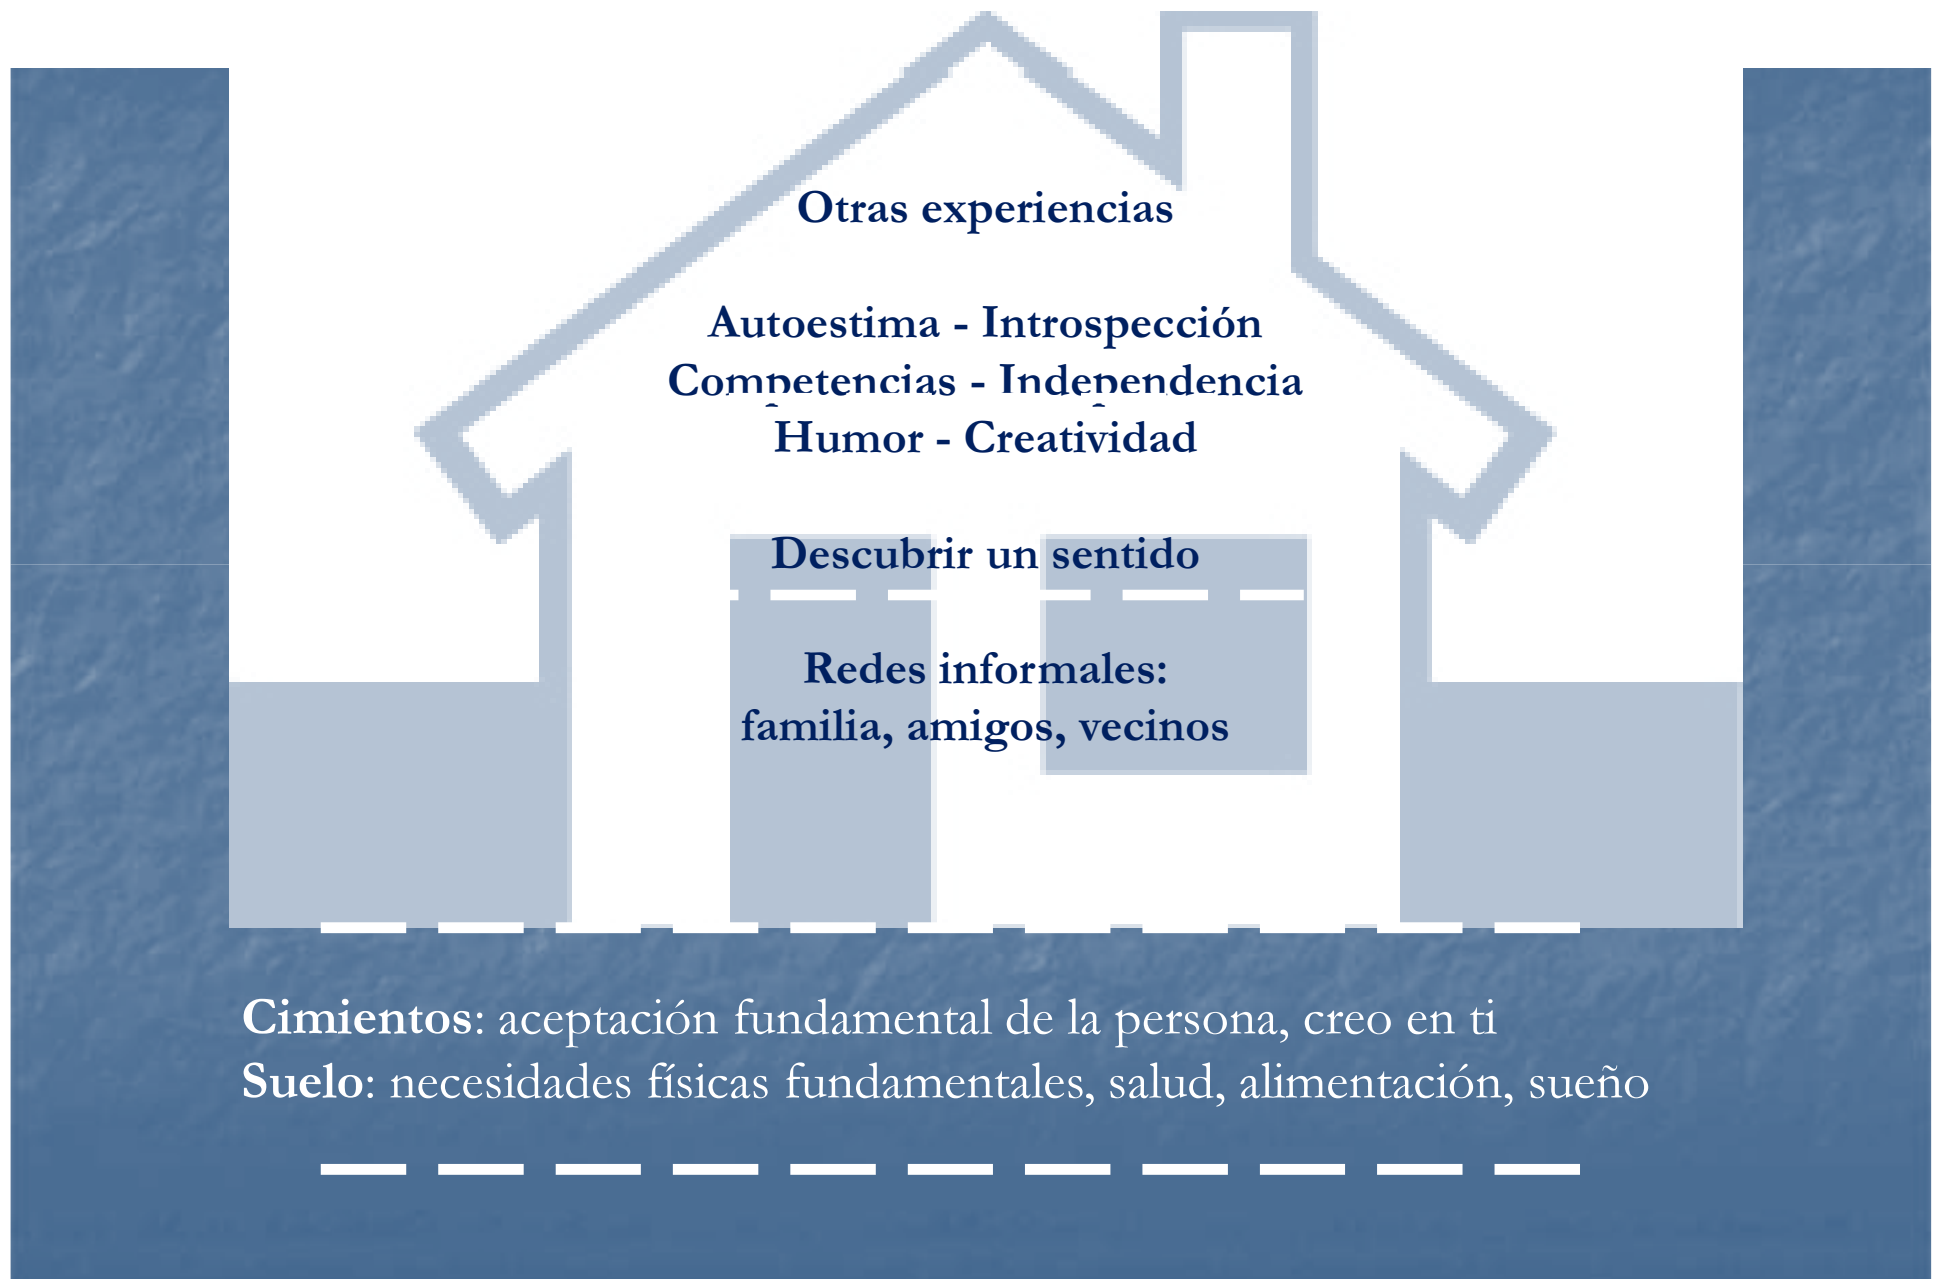 Otras experiencias
Autoestima - Introspección
Competencias - Independencia
Humor - Creatividad
Descubrir un sentido
Redes informales:
familia, amigos, vecinos
Cimientos: aceptación fundamental de la persona, creo en ti
Suelo: necesidades físicas fundamentales, salud, alimentación, sueño